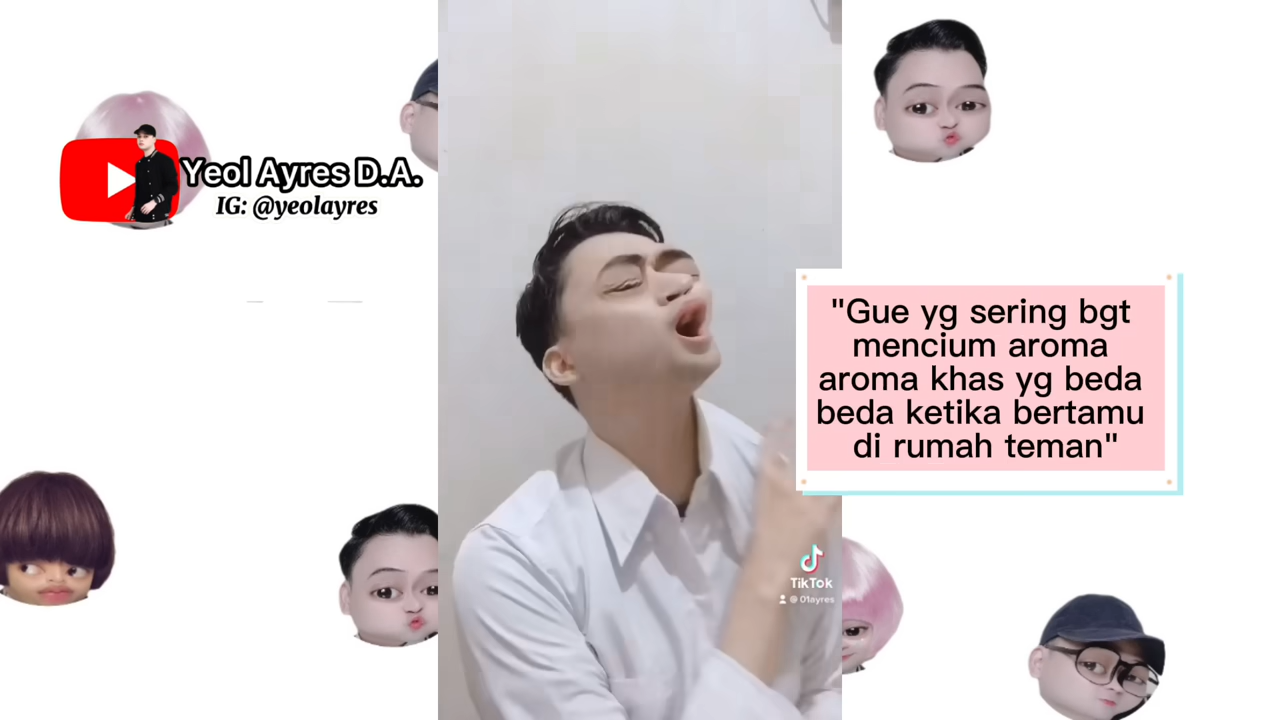 Yeol Ayres D.A.
IG: @yeolayres
"Gue yg sering bgt
mencium aroma
aroma khas yg beda
beda ketika bertamu
di rumah teman"
TikTok
@ 01ayres